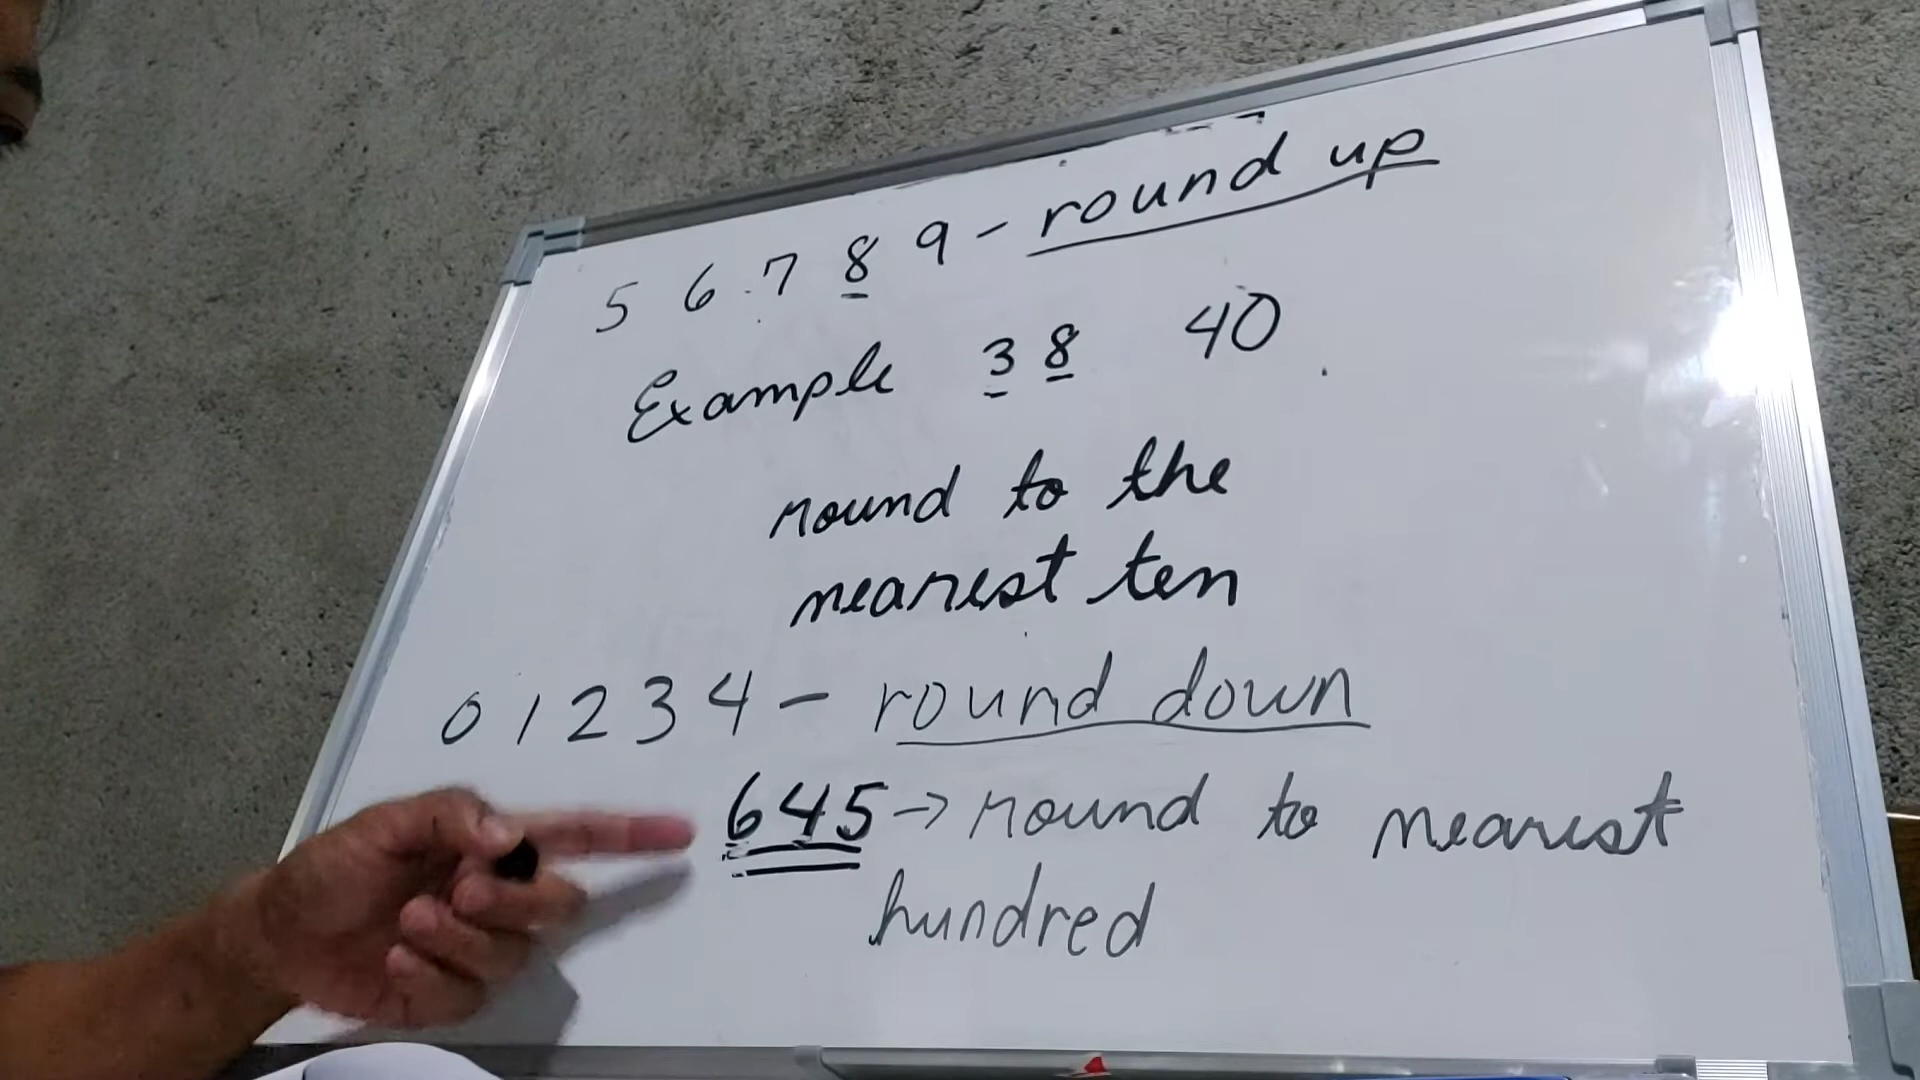 5 6 7 8 9 - round up
Example 38 40
round to the
nearest ten
0 1 2 3 4 - round down
645 → round to nearest
hundred